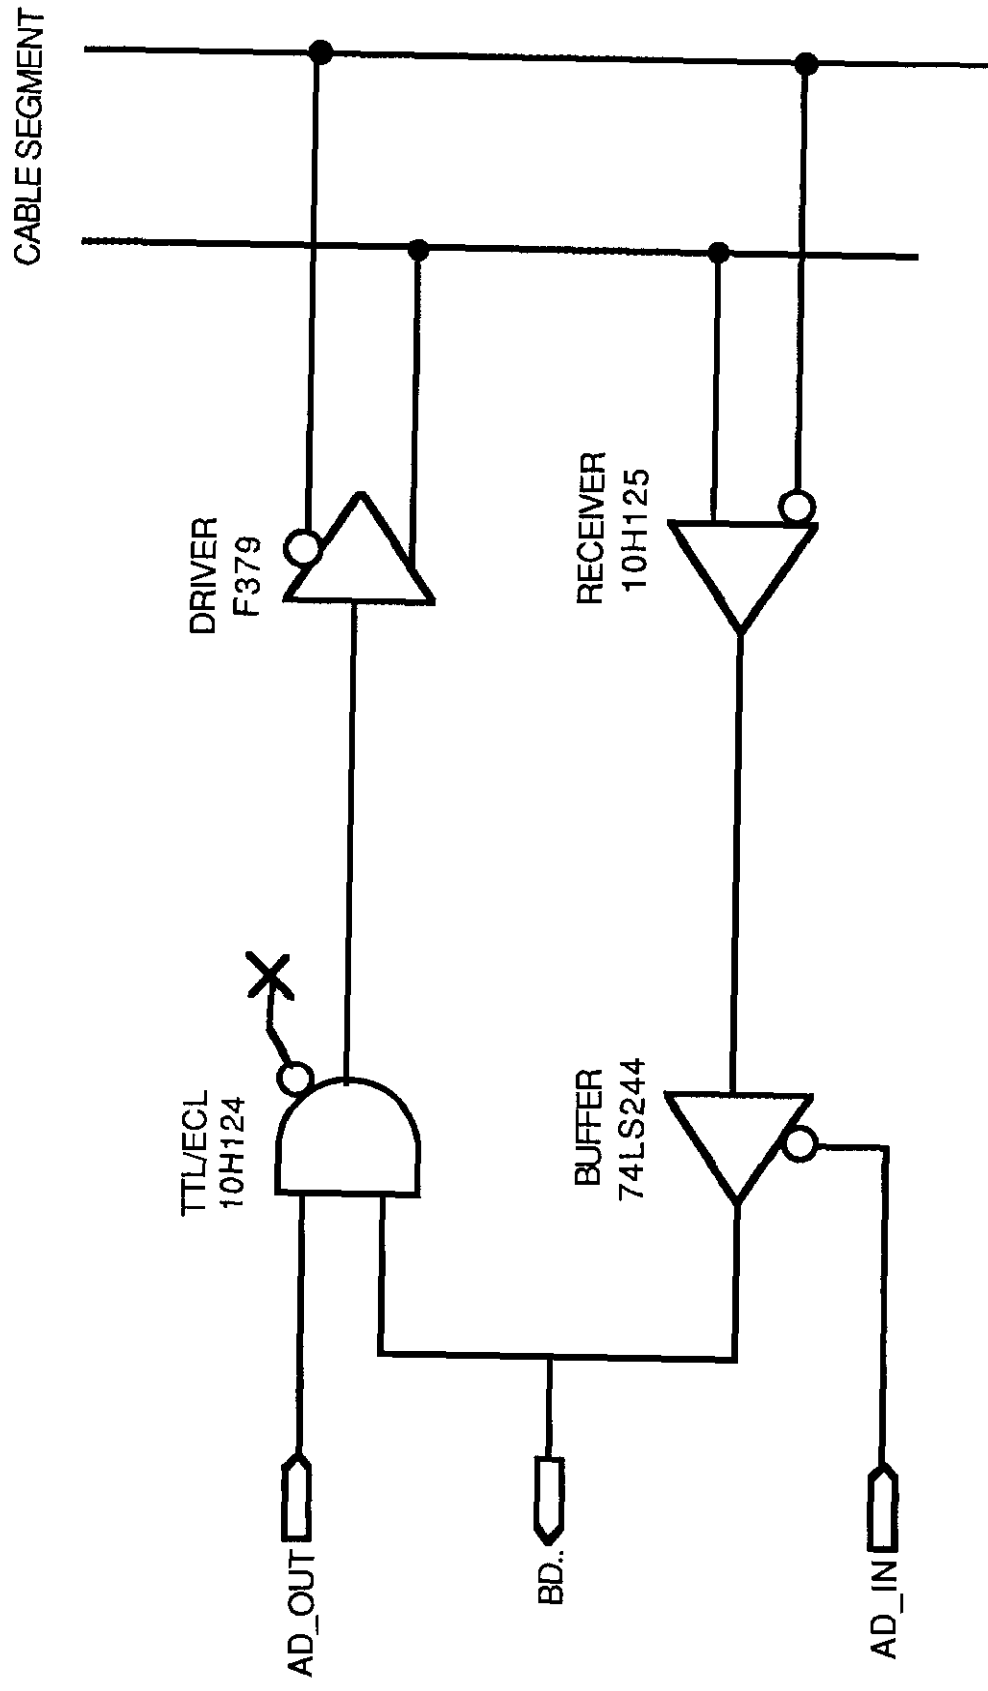 CABLE SEGMENT
DRIVER
F379
RECEIVER
10H125
TTL/ECL
10H124
BUFFER
74LS244
AD_OUT
BD..
AD_IN